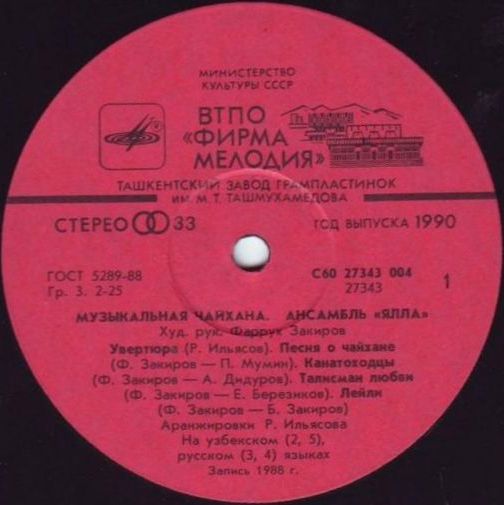 МИНИСТЕРСТВО
КУЛЬТУРЫ СССР
ВТПО
«ФИРМА
МЕЛОДИЯ»
ТАШКЕНТСКИЙ ЗАВОД ГРАМПЛАСТИНОК
ИМ. М. Т. ТАШМУХАМЕДОВА
СТЕРЕО 33
ГОД ВЫПУСКА 1990
ГОСТ 5289-88
Гр. 3. 2-25
С60 27343 004
27343
1
МУЗЫКАЛЬНАЯ ЧАЙХАНА. АНСАМБЛЬ «ЯЛЛА»
Худ. рук. Фаррух Закиров
Увертюра (Р. Ильясов). Песня о чайхане
(Ф. Закиров — П. Мумин). Канатоходцы
(Ф. Закиров — А. Дидуров). Талисман любви
(Ф. Закиров — Е. Березиков). Лейли
(Ф. Закиров — Б. Закиров)
Аранжировки Р. Ильясова
На узбекском (2, 5),
русском (3, 4) языках
Запись 1988 г.